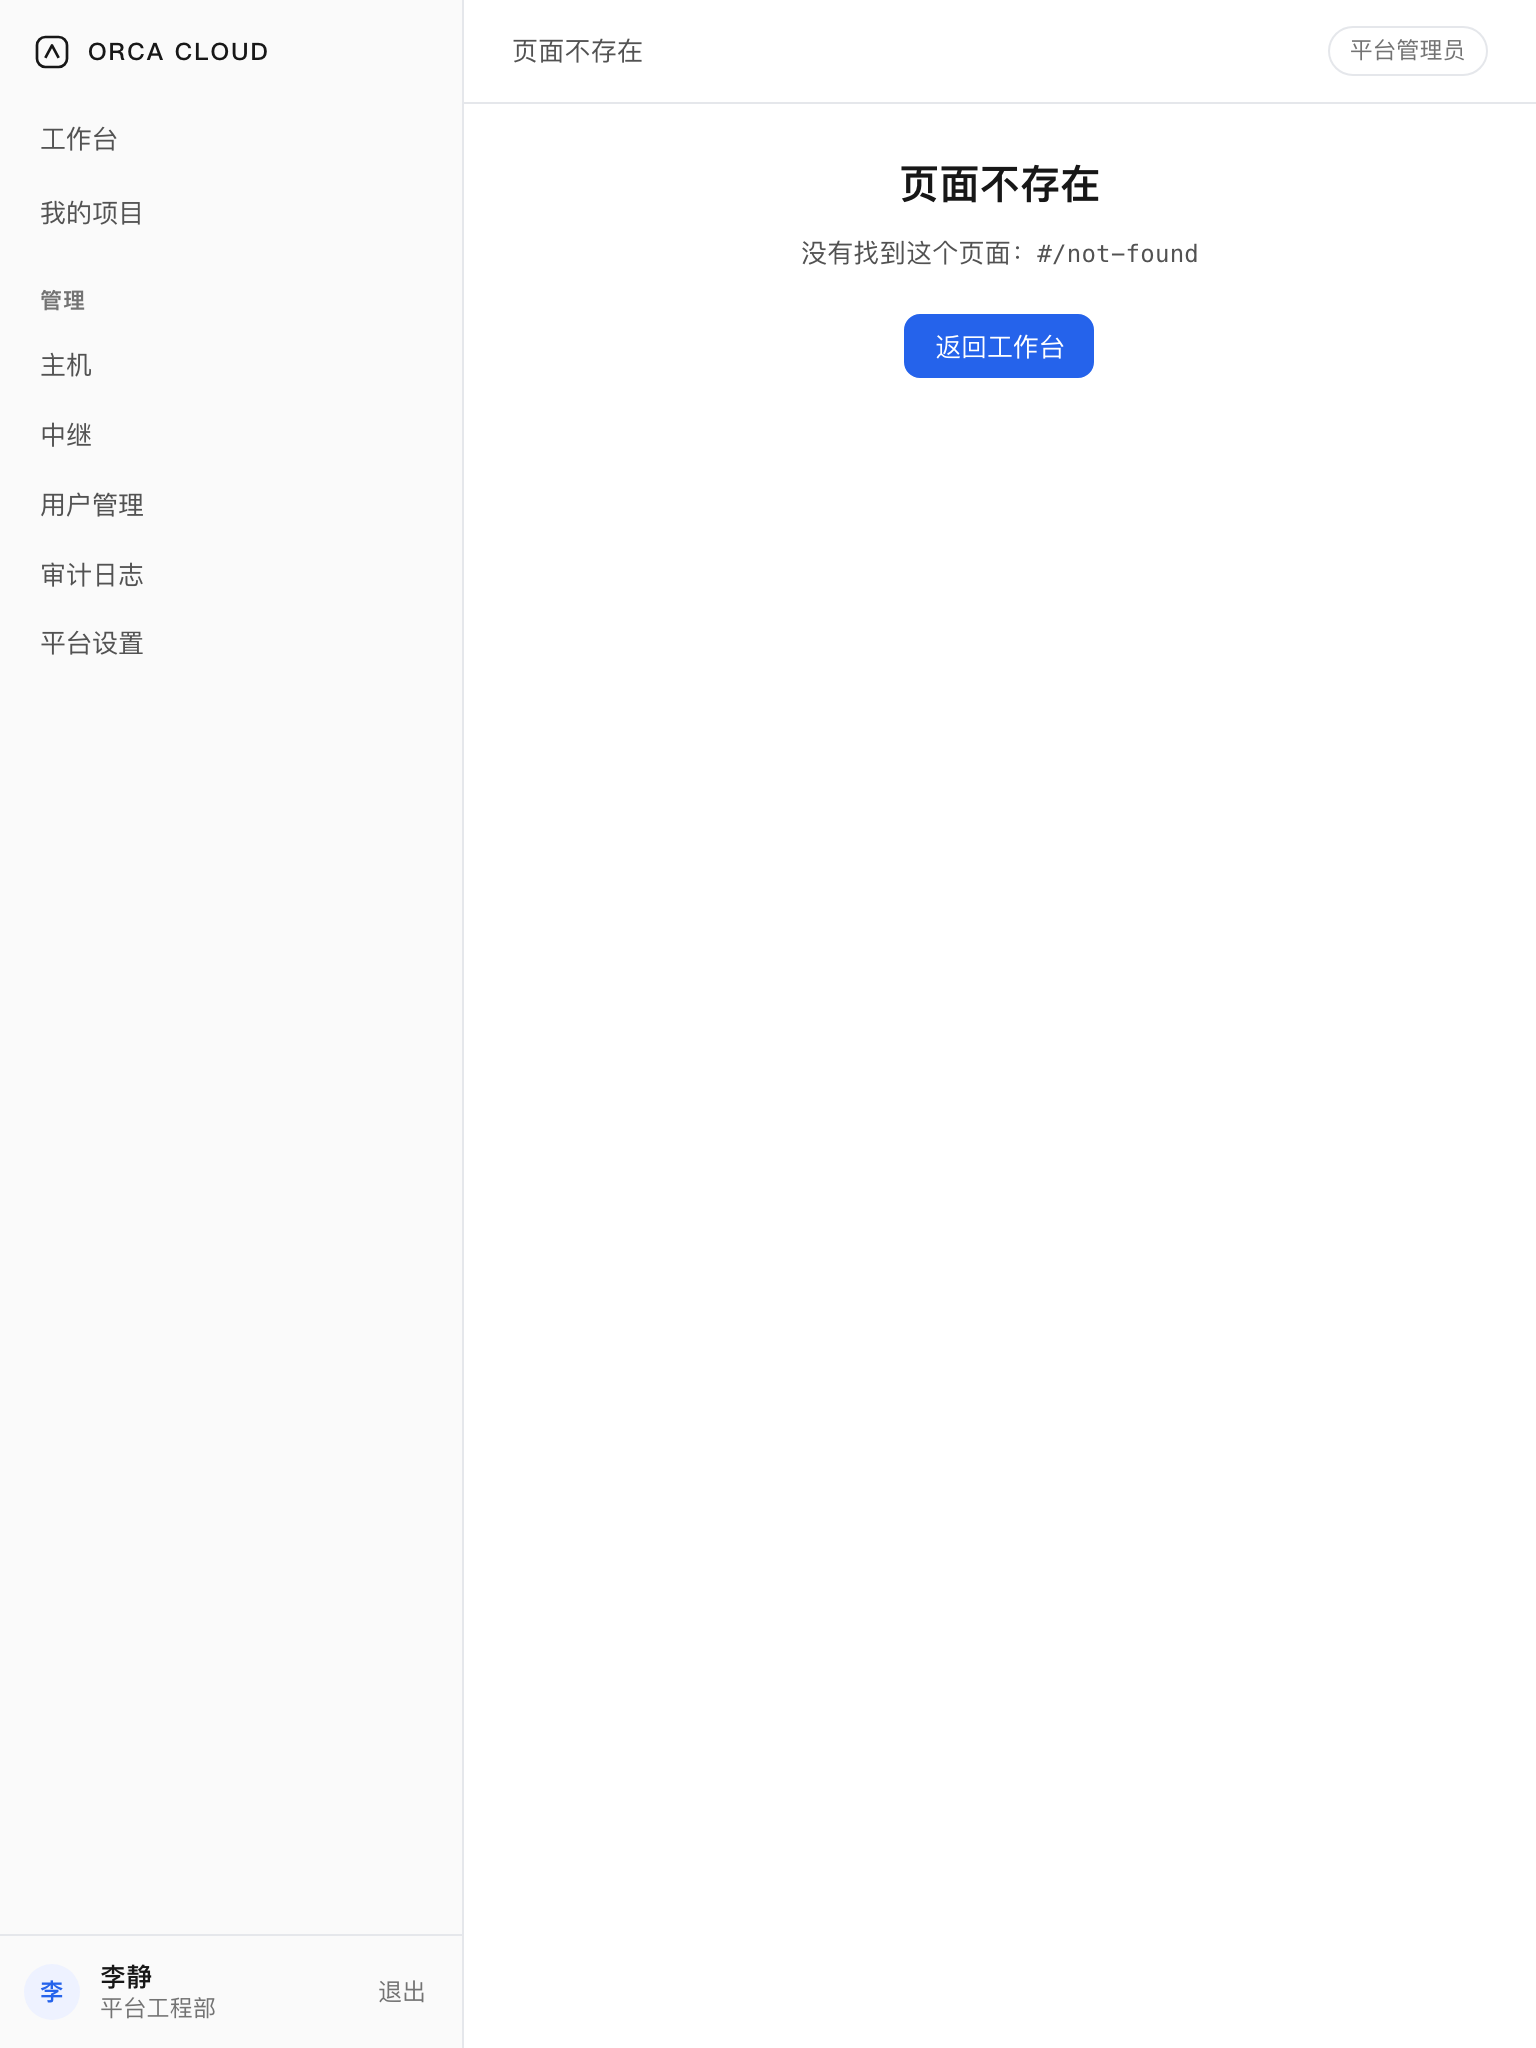 ORCA CLOUD
工作台
我的项目
管理
主机
中继
用户管理
审计日志
平台设置
李
李静
平台工程部
退出
页面不存在
平台管理员
页面不存在
没有找到这个页面：#/not-found
返回工作台